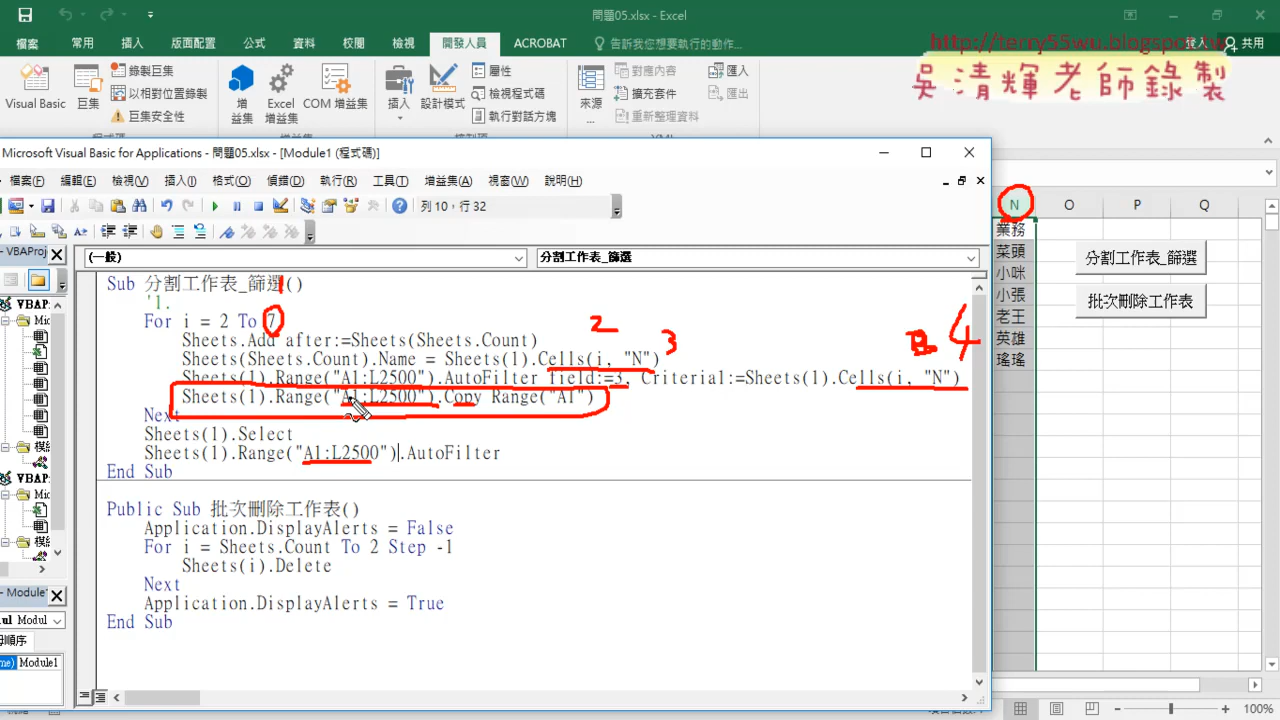 問題05.xlsx - Excel
登入
共用
檔案 常用 插入 版面配置 公式 資料 校閱 檢視 開發人員 ACROBAT 告訴我您想要執行的動作...
http://terry55wu.blogspot.tw
吳清輝老師錄製
Visual Basic
巨集
錄製巨集
以相對位置錄製
巨集安全性
增益集
Excel 增益集
COM 增益集
插入
設計模式
屬性
檢視程式碼
執行對話方塊
來源
...
對應內容
擴充套件
重新整理資料
匯入
匯出
Microsoft Visual Basic for Applications - 問題05.xlsx - [Module1 (程式碼)]
檔案(F) 編輯(E) 檢視(V) 插入(I) 格式(O) 偵錯(D) 執行(R) 工具(T) 增益集(A) 視窗(W) 說明(H)
列 10，行 32
VBAProj
(一般)
分割工作表_篩選
Sub 分割工作表_篩選()
'1.
For i = 2 To 7
Sheets.Add after:=Sheets(Sheets.Count)
Sheets(Sheets.Count).Name = Sheets(1).Cells(i, "N")
Sheets(1).Range("A1:L2500").AutoFilter field:=3, Criteria1:=Sheets(1).Cells(i, "N")
Sheets(1).Range("A1:L2500").Copy Range("A1")
Next
Sheets(1).Select
Sheets(1).Range("A1:L2500").AutoFilter
End Sub
Public Sub 批次刪除工作表()
Application.DisplayAlerts = False
For i = Sheets.Count To 2 Step -1
Sheets(i).Delete
Next
Application.DisplayAlerts = True
End Sub
2
3
4
VBAP
Mic
模組
Mic
VBAP
Mic
模組
- Module1
Module1
N O P Q
業務
菜頭
小咪
小張
老王
英雄
瑤瑤
分割工作表_篩選
批次刪除工作表
100%